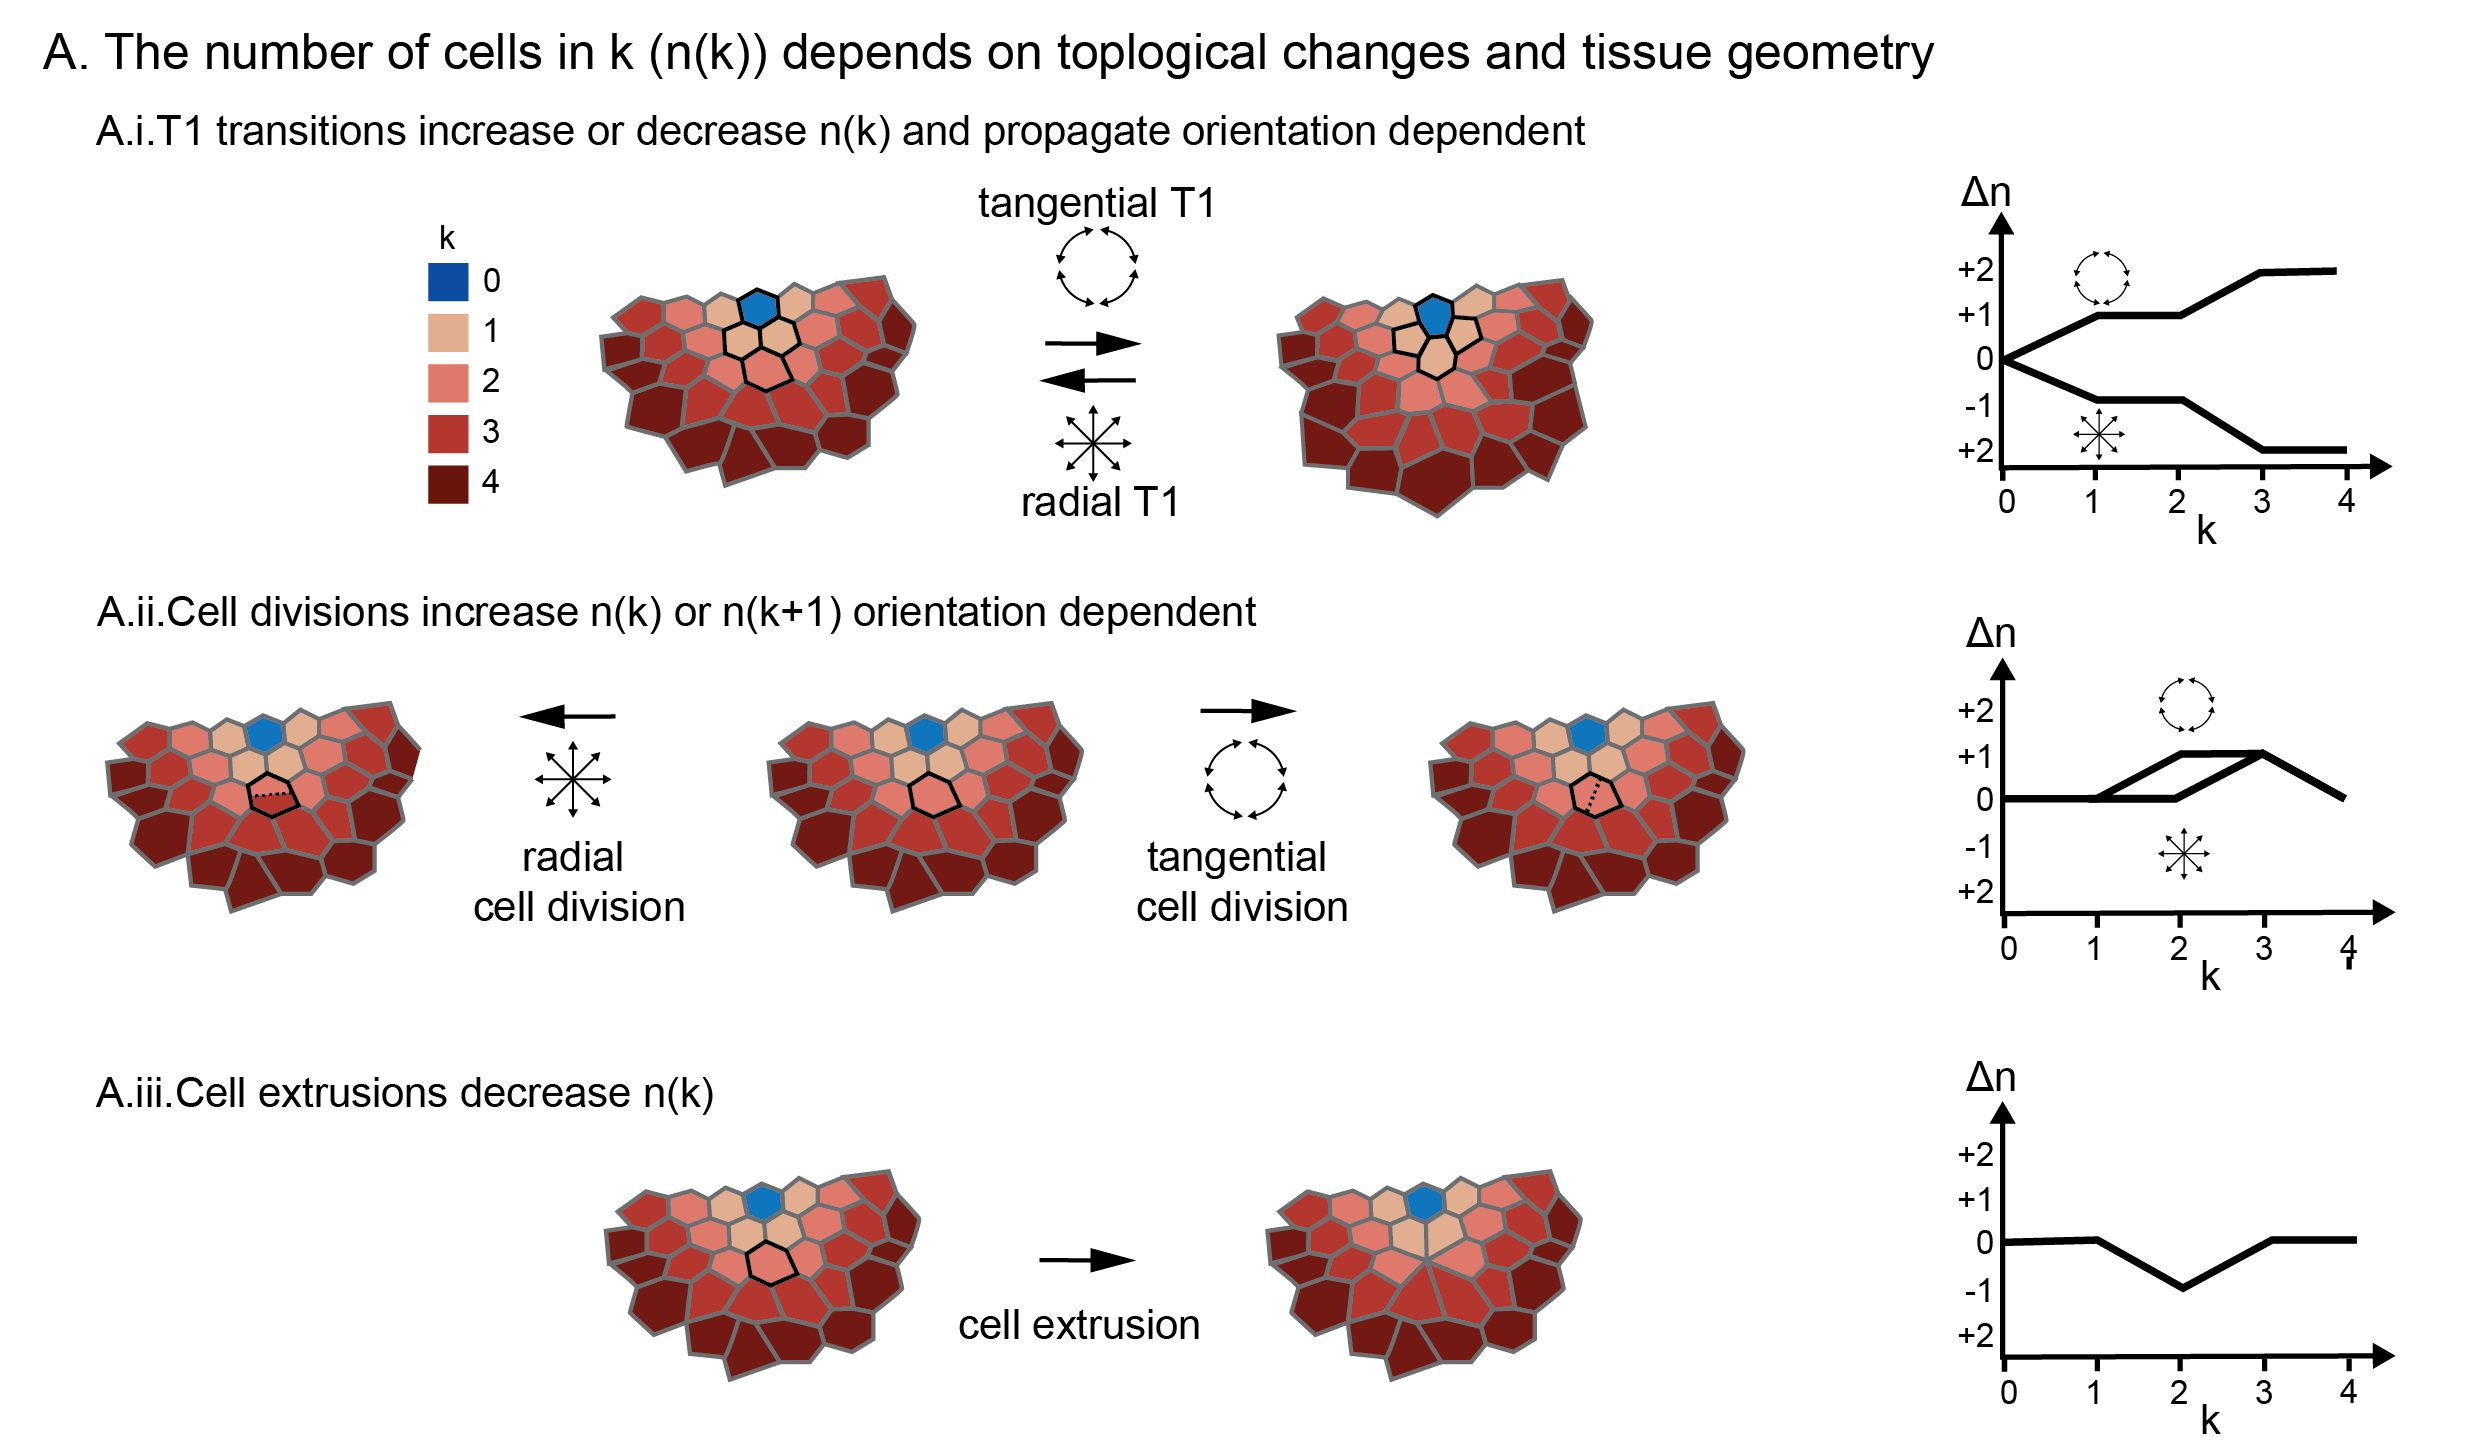 A. The number of cells in k (n(k)) depends on toplogical changes and tissue geometry
A.i.T1 transitions increase or decrease n(k) and propagate orientation dependent
k
0
1
2
3
4
tangential T1
radial T1
Δn
+2
+1
0
-1
+2
0 1 2 3 4
k
A.ii.Cell divisions increase n(k) or n(k+1) orientation dependent
radial
cell division
tangential
cell division
Δn
+2
+1
0
-1
+2
0 1 2 3 4
k
A.iii.Cell extrusions decrease n(k)
cell extrusion
Δn
+2
+1
0
-1
+2
0 1 2 3 4
k